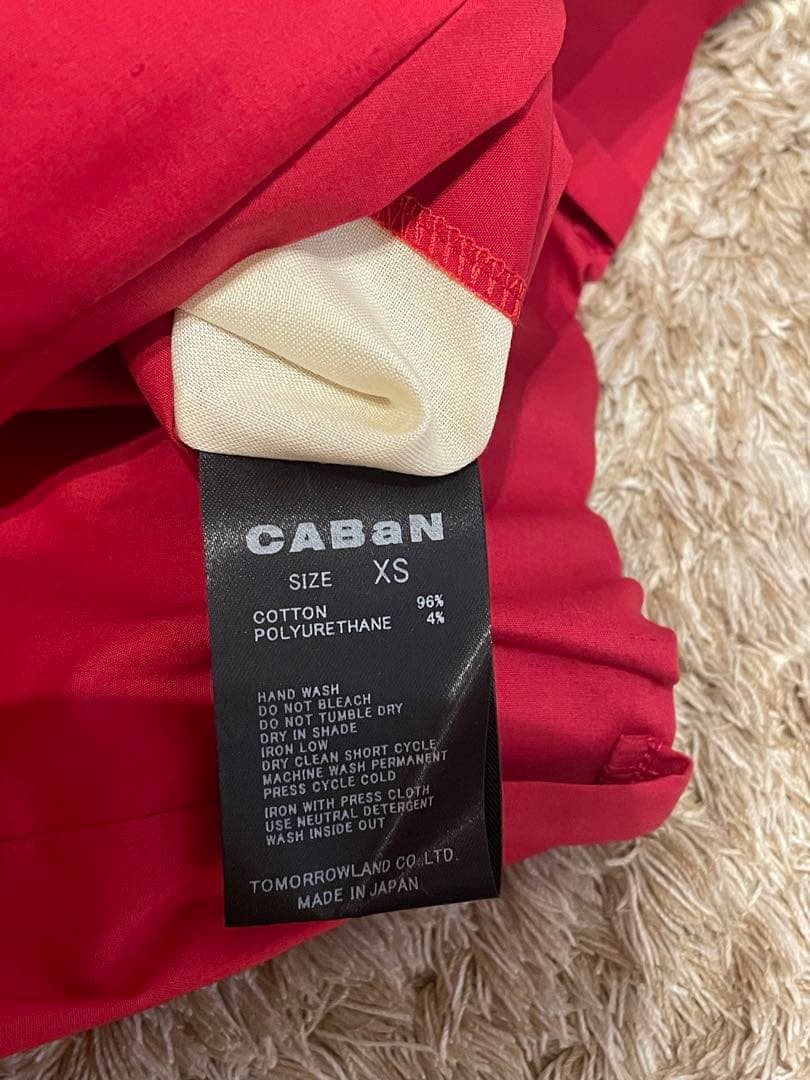 CABaN
SIZE XS
COTTON 96%
POLYURETHANE 4%
HAND WASH
DO NOT BLEACH
DO NOT TUMBLE DRY
DRY IN SHADE
IRON LOW
DRY CLEAN SHORT CYCLE
MACHINE WASH PERMANENT
PRESS CYCLE COLD
IRON WITH PRESS CLOTH
USE NEUTRAL DETERGENT
WASH INSIDE OUT
TOMORROWLAND CO.,LTD.
MADE IN JAPAN